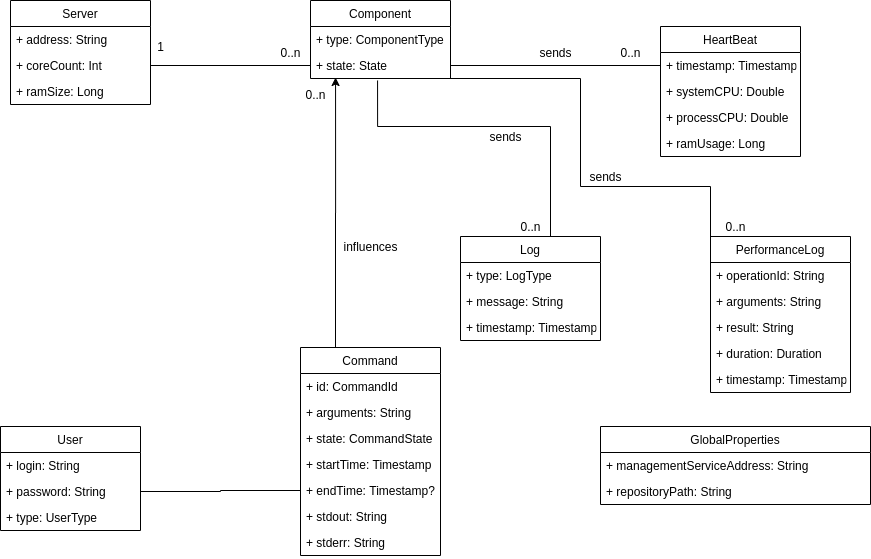 Server
+ address: String
+ coreCount: Int
+ ramSize: Long
1
0..n
Component
+ type: ComponentType
+ state: State
sends
0..n
HeartBeat
+ timestamp: Timestamp
+ systemCPU: Double
+ processCPU: Double
+ ramUsage: Long
0..n
sends
sends
influences
0..n
Log
+ type: LogType
+ message: String
+ timestamp: Timestamp
0..n
PerformanceLog
+ operationId: String
+ arguments: String
+ result: String
+ duration: Duration
+ timestamp: Timestamp
Command
+ id: CommandId
+ arguments: String
+ state: CommandState
+ startTime: Timestamp
+ endTime: Timestamp?
+ stdout: String
+ stderr: String
User
+ login: String
+ password: String
+ type: UserType
GlobalProperties
+ managementServiceAddress: String
+ repositoryPath: String